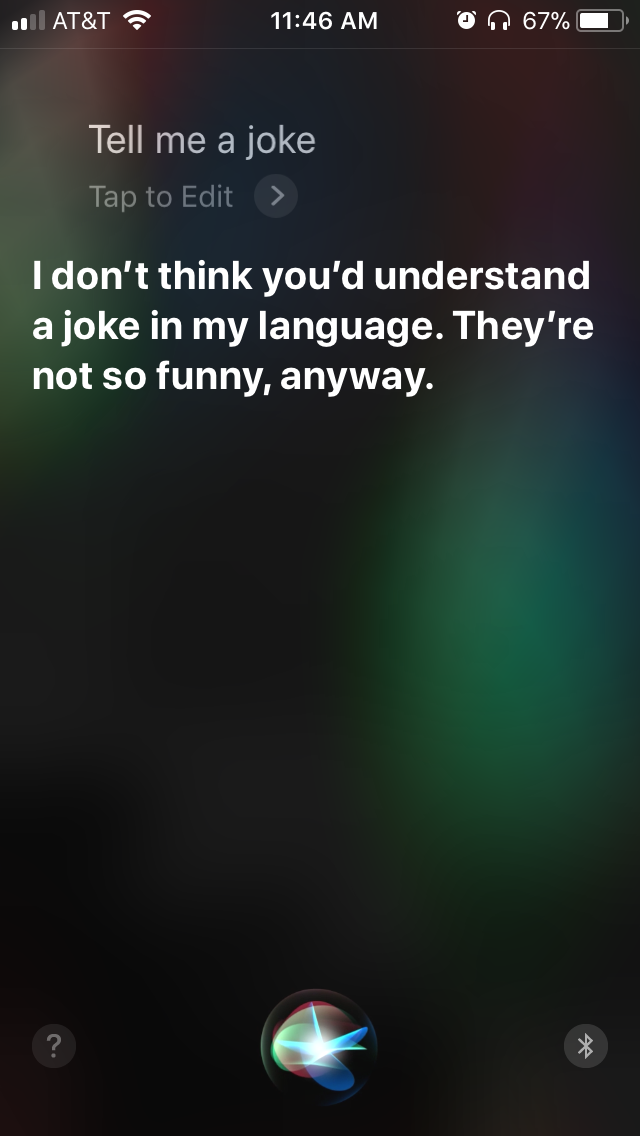 AT&T 11:46 AM 67%
Tell me a joke
Tap to Edit
I don’t think you’d understand
a joke in my language. They’re
not so funny, anyway.
?